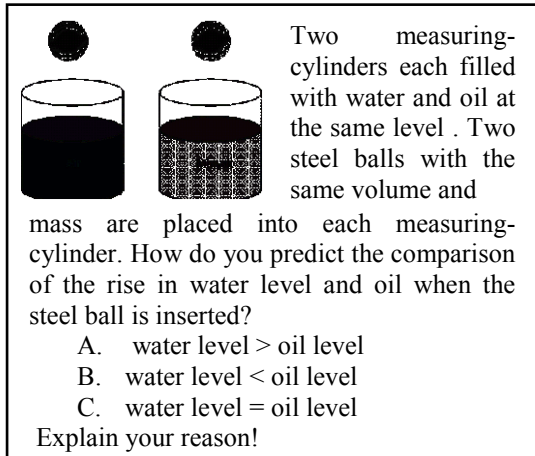 Two measuring-
cylinders each filled
with water and oil at
the same level . Two
steel balls with the
same volume and
mass are placed into each measuring-
cylinder. How do you predict the comparison
of the rise in water level and oil when the
steel ball is inserted?
A. water level > oil level
B. water level < oil level
C. water level = oil level
Explain your reason!